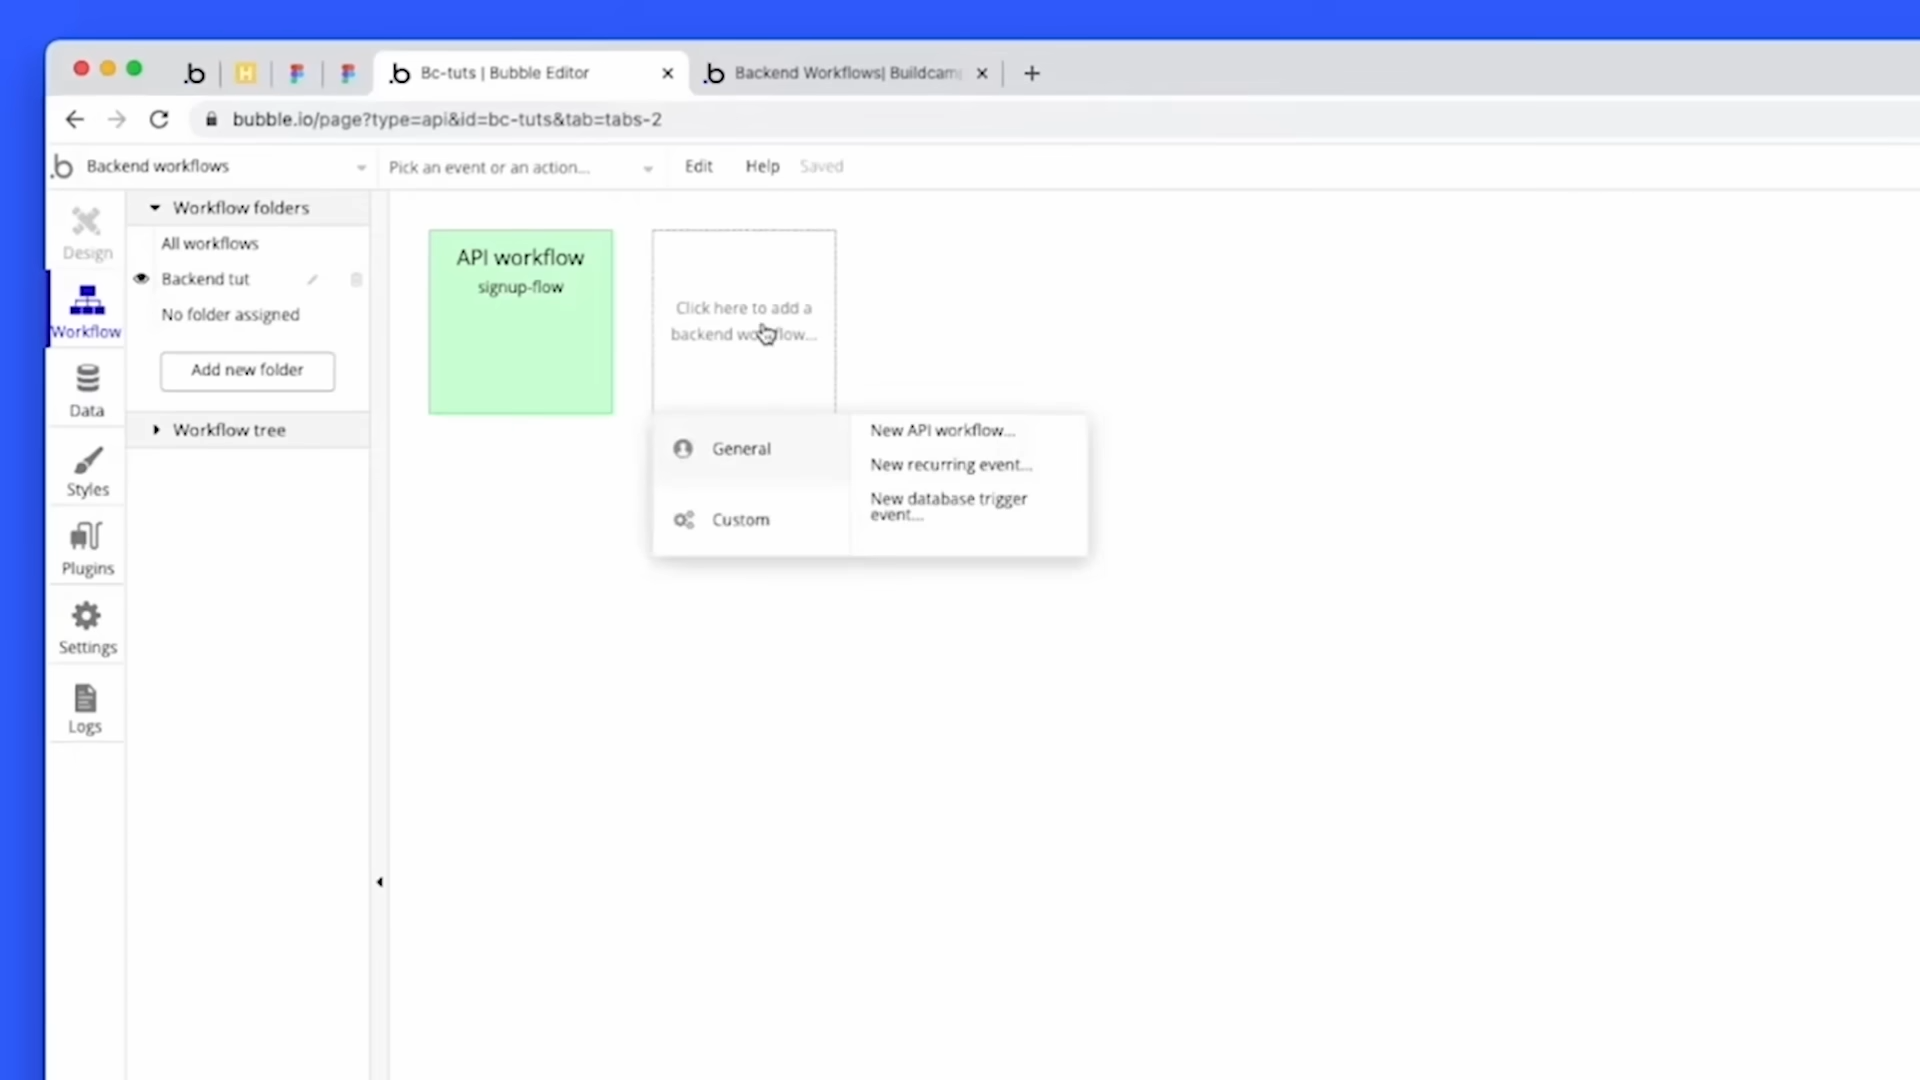 .b
H
.b Bc-tuts | Bubble Editor
.b Backend Workflows| Buildcam
bubble.io/page?type=api&id=bc-tuts&tab=tabs-2
.b Backend workflows
Pick an event or an action...
Edit
Help
Saved
Design
Workflow
Data
Styles
Plugins
Settings
Logs
Workflow folders
All workflows
Backend tut
No folder assigned
Add new folder
Workflow tree
API workflow
signup-flow
Click here to add a
backend workflow...
General
Custom
New API workflow...
New recurring event...
New database trigger
event...